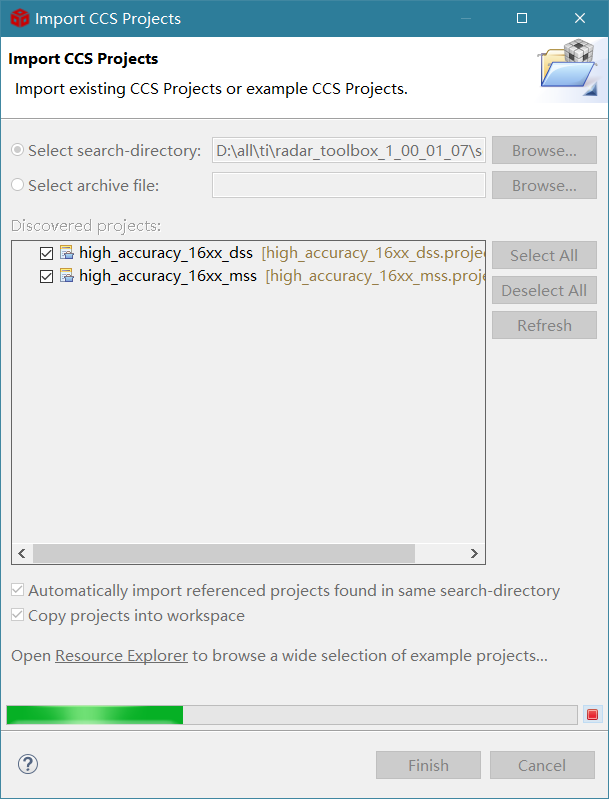 Import CCS Projects
Import CCS Projects
Import existing CCS Projects or example CCS Projects.
Select search-directory: D:\all\ti\radar_toolbox_1_00_01_07\s Browse...
Select archive file: Browse...
Discovered projects:
high_accuracy_16xx_dss [high_accuracy_16xx_dss.projec Select All
high_accuracy_16xx_mss [high_accuracy_16xx_mss.proje Deselect All
Refresh
Automatically import referenced projects found in same search-directory
Copy projects into workspace
Open Resource Explorer to browse a wide selection of example projects...
Finish Cancel